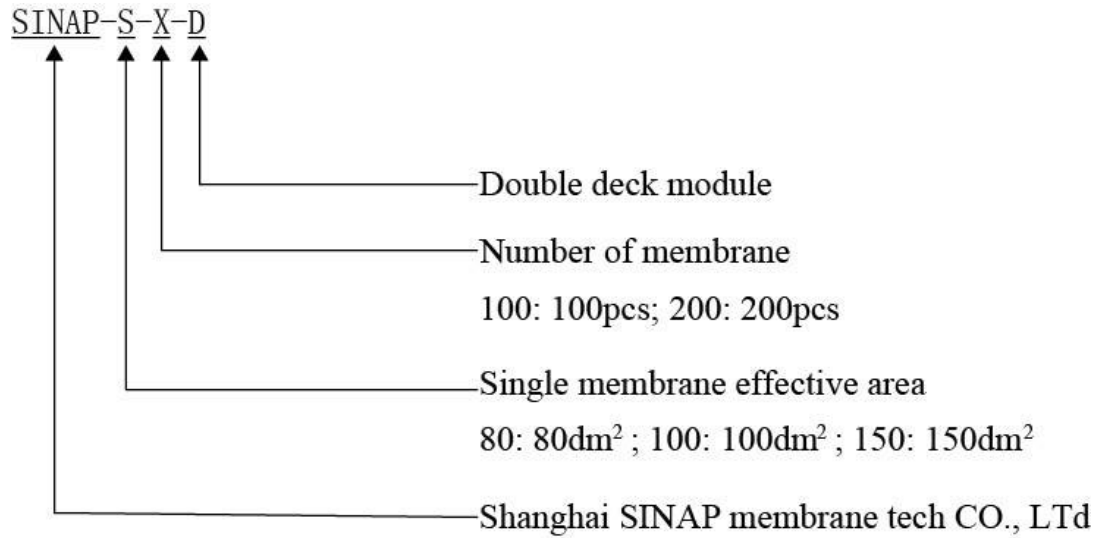 SINAP-S-X-D
Double deck module
Number of membrane
100: 100pcs; 200: 200pcs
Single membrane effective area
80: 80dm² ; 100: 100dm² ; 150: 150dm²
Shanghai SINAP membrane tech CO., LTd